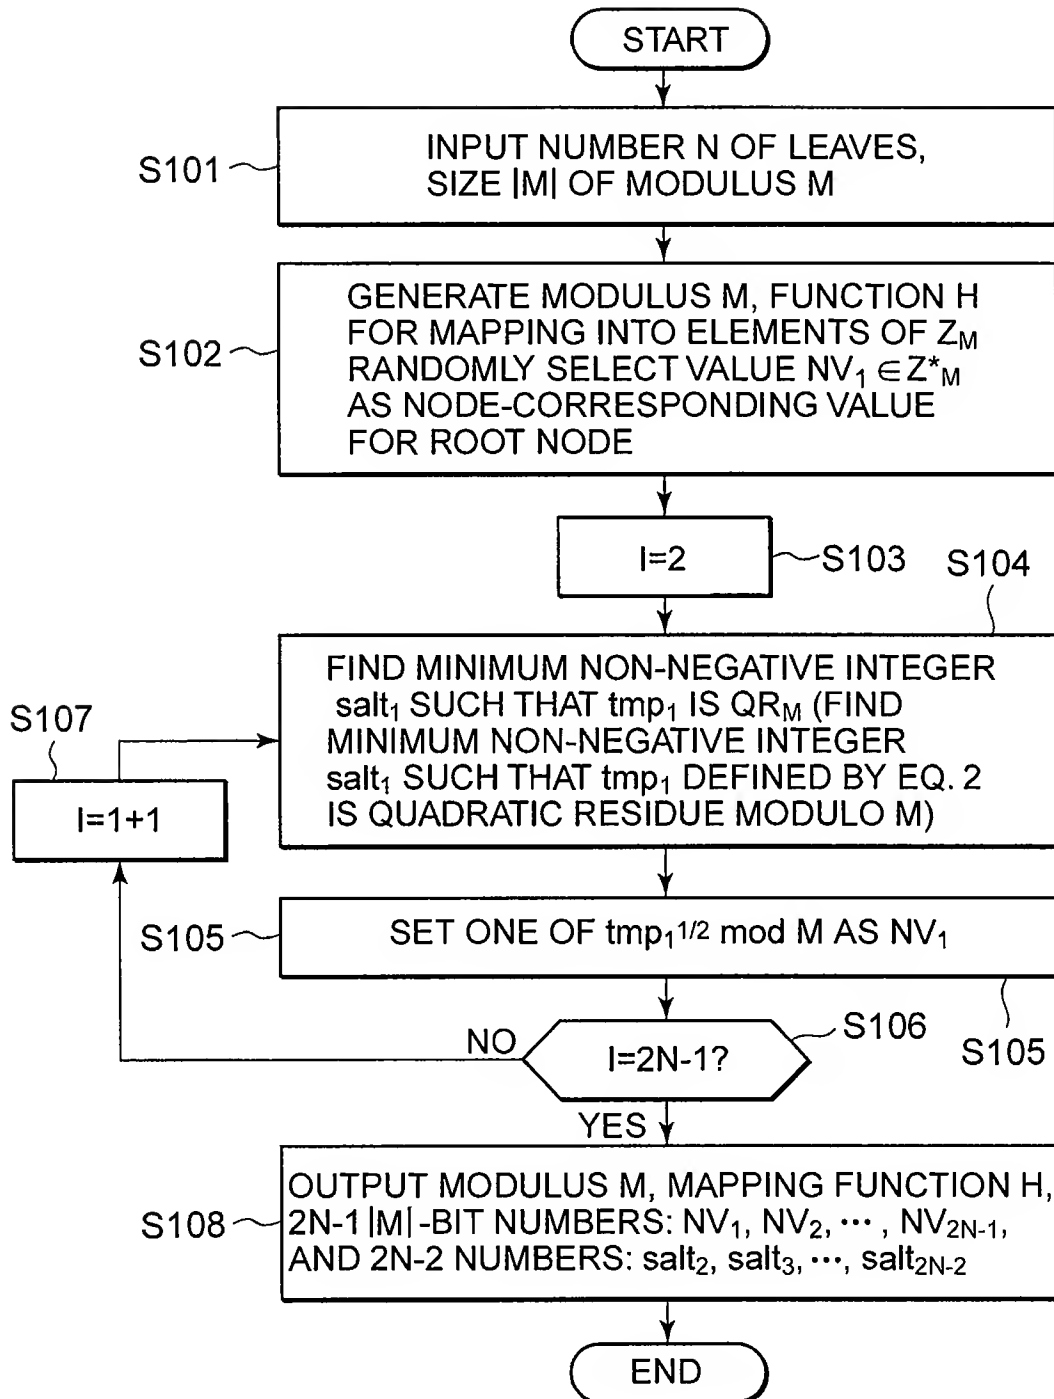 START
S101
INPUT NUMBER N OF LEAVES,
SIZE |M| OF MODULUS M
S102
GENERATE MODULUS M, FUNCTION H
FOR MAPPING INTO ELEMENTS OF Z_M
RANDOMLY SELECT VALUE NV₁ ∈ Z*_M
AS NODE-CORRESPONDING VALUE
FOR ROOT NODE
I=2
S103
S104
FIND MINIMUM NON-NEGATIVE INTEGER
salt₁ SUCH THAT tmp₁ IS QR_M (FIND
MINIMUM NON-NEGATIVE INTEGER
salt₁ SUCH THAT tmp₁ DEFINED BY EQ. 2
IS QUADRATIC RESIDUE MODULO M)
S107
I=1+1
S105
SET ONE OF tmp₁^1/2 mod M AS NV₁
S105
S106
I=2N-1?
NO
YES
S108
OUTPUT MODULUS M, MAPPING FUNCTION H,
2N-1 |M| -BIT NUMBERS: NV₁, NV₂, ··· , NV₂N-1,
AND 2N-2 NUMBERS: salt₂, salt₃, ···, salt₂N-2
END